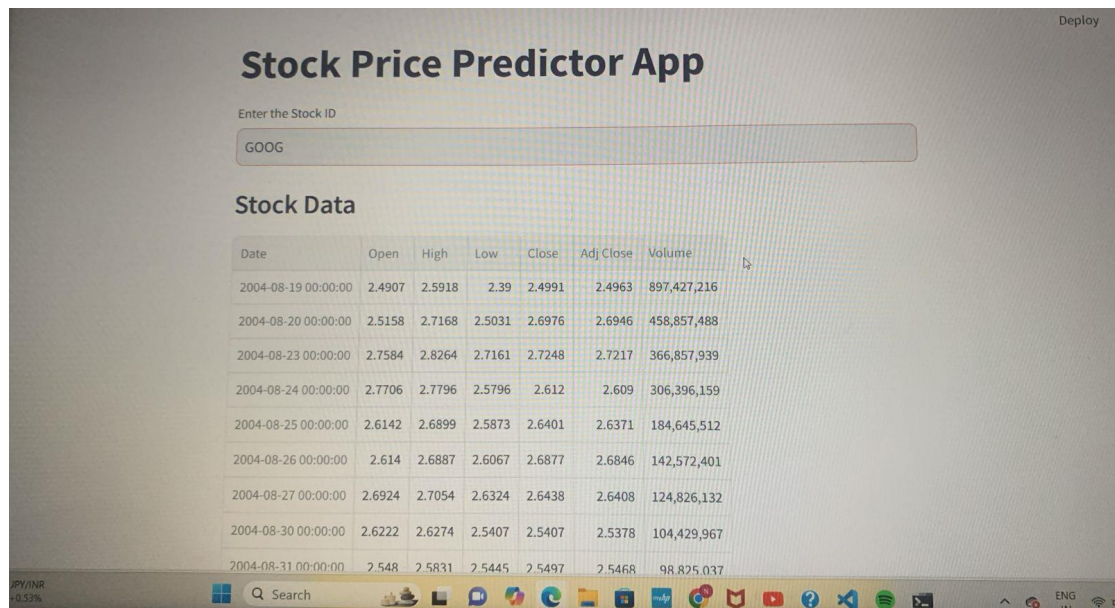 Deploy
Stock Price Predictor App
Enter the Stock ID
GOOG
Stock Data
Date Open High Low Close Adj Close Volume
2004-08-19 00:00:00 2.4907 2.5918 2.39 2.4991 2.4963 897,427,216
2004-08-20 00:00:00 2.5158 2.7168 2.5031 2.6976 2.6946 458,857,488
2004-08-23 00:00:00 2.7584 2.8264 2.7161 2.7248 2.7217 366,857,939
2004-08-24 00:00:00 2.7706 2.7796 2.5796 2.612 2.609 306,396,159
2004-08-25 00:00:00 2.6142 2.6899 2.5873 2.6401 2.6371 184,645,512
2004-08-26 00:00:00 2.614 2.6887 2.6067 2.6877 2.6846 142,572,401
2004-08-27 00:00:00 2.6924 2.7054 2.6324 2.6438 2.6408 124,826,132
2004-08-30 00:00:00 2.6222 2.6274 2.5407 2.5407 2.5378 104,429,967
2004-08-31 00:00:00 2.548 2.5831 2.5445 2.5497 2.5468 98,825,037
JPY/INR
+0.53%
Search
ENG
IN